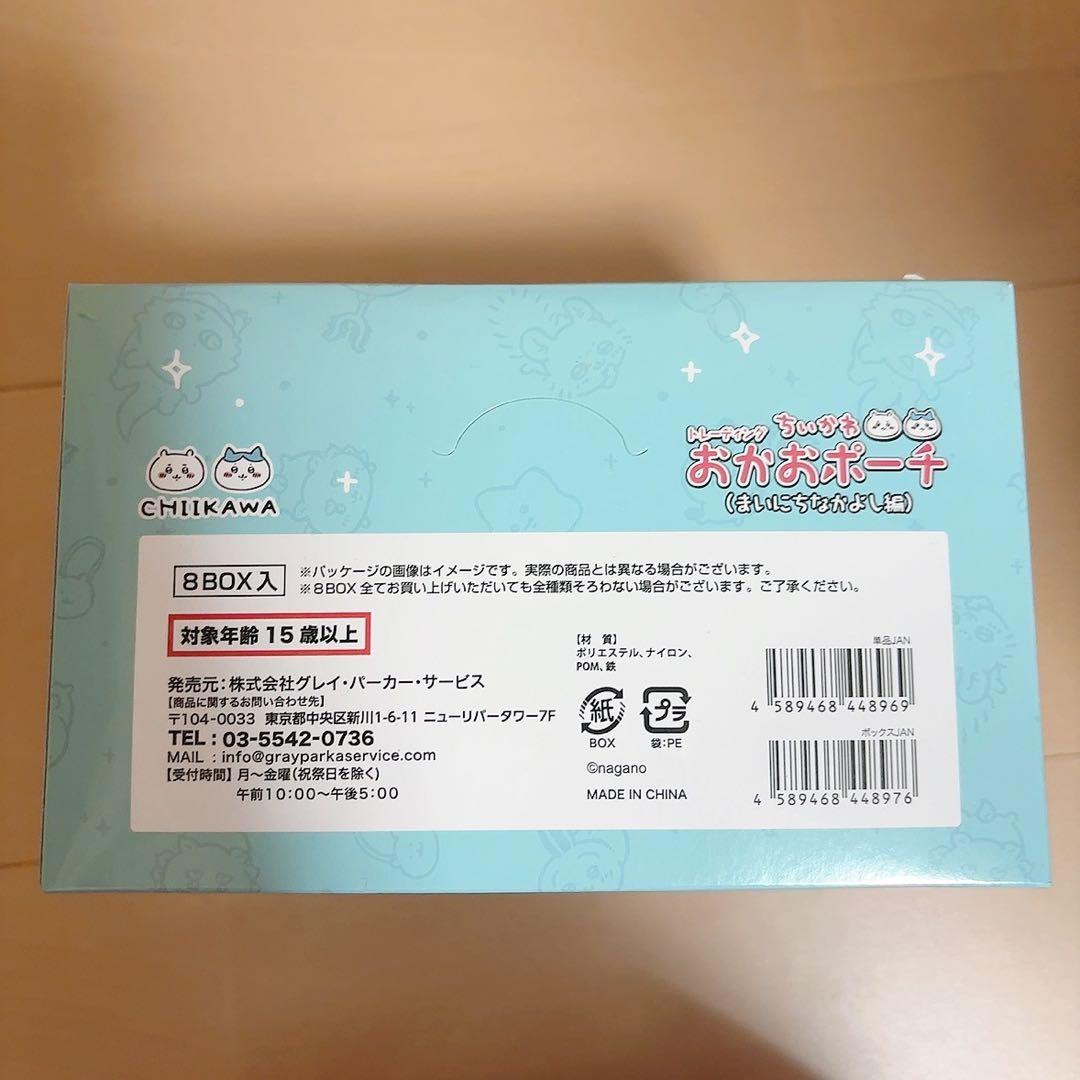 CHIIKAWA
トレーディング ちいかわ
おかおポーチ
(まいにちなかよし編)
8BOX入
※パッケージの画像はイメージです。実際の商品とは異なる場合がございます。
※8BOX 全てお買い上げいただいても全種類そろわない場合がございます。ご了承ください。
対象年齢 15 歳以上
発売元:株式会社グレイ・パーカー・サービス
【商品に関するお問い合わせ先】
〒104-0033 東京都中央区新川1-6-11 ニューリバータワー7F
TEL : 03-5542-0736
MAIL : info@grayparkaservice.com
【受付時間】月〜金曜(祝祭日を除く)
午前10:00〜午後5:00
【材 質】
ポリエステル、ナイロン、
POM、鉄
紙
BOX
プラ
袋:PE
©nagano
MADE IN CHINA
単品JAN
4 589468 448969
ボックスJAN
4 589468 448976